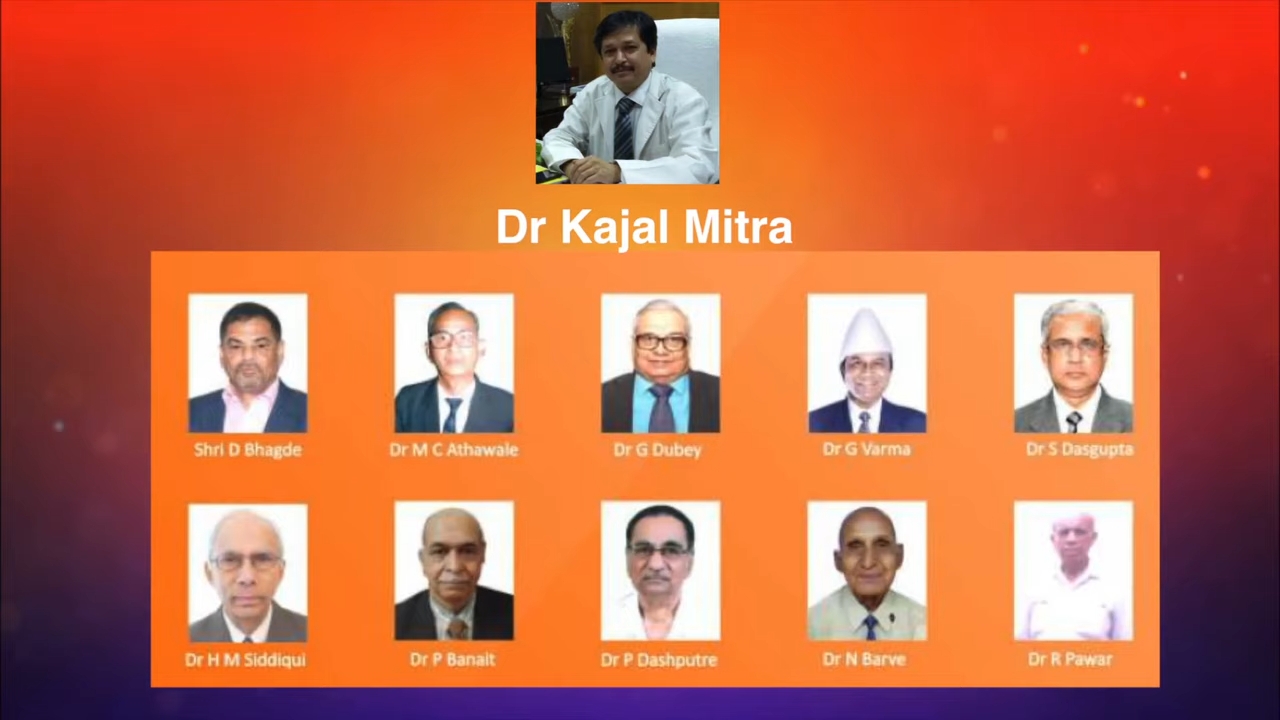 Dr Kajal Mitra
Shri D Bhagde
Dr M C Athawale
Dr G Dubey
Dr G Varma
Dr S Dasgupta
Dr H M Siddiqui
Dr P Banait
Dr P Dashputre
Dr N Barve
Dr R Pawar